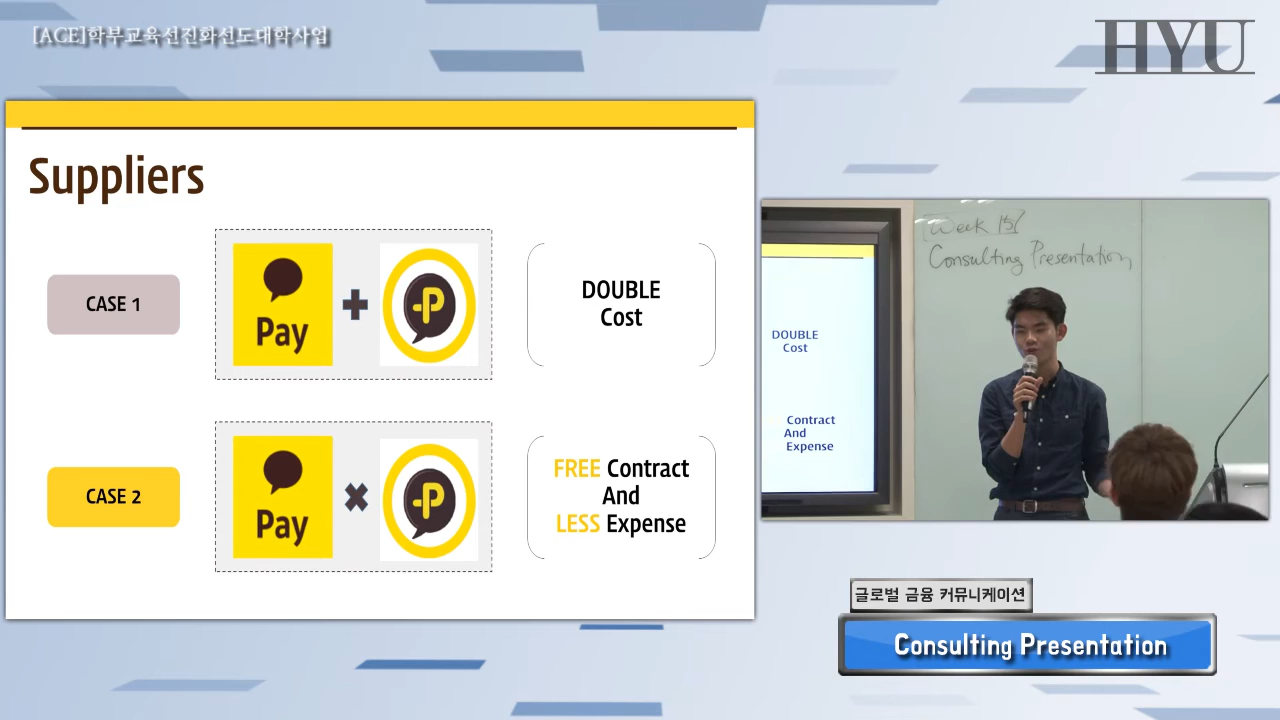 [ACE]학부교육선진화선도대학사업
HYU
Suppliers
CASE 1
Pay
P
DOUBLE
Cost
CASE 2
Pay
P
FREE Contract
And
LESS Expense
Week 15/
Consulting Presentation,
DOUBLE
Cost
Contract
And
Expense
글로벌 금융 커뮤니케이션
Consulting Presentation